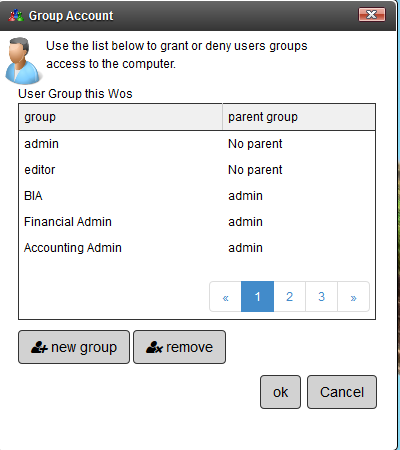 Group Account
Use the list below to grant or deny users groups
access to the computer.
User Group this Wos
group parent group
admin No parent
editor No parent
BIA admin
Financial Admin admin
Accounting Admin admin
« 1 2 3 »
new group remove
ok Cancel